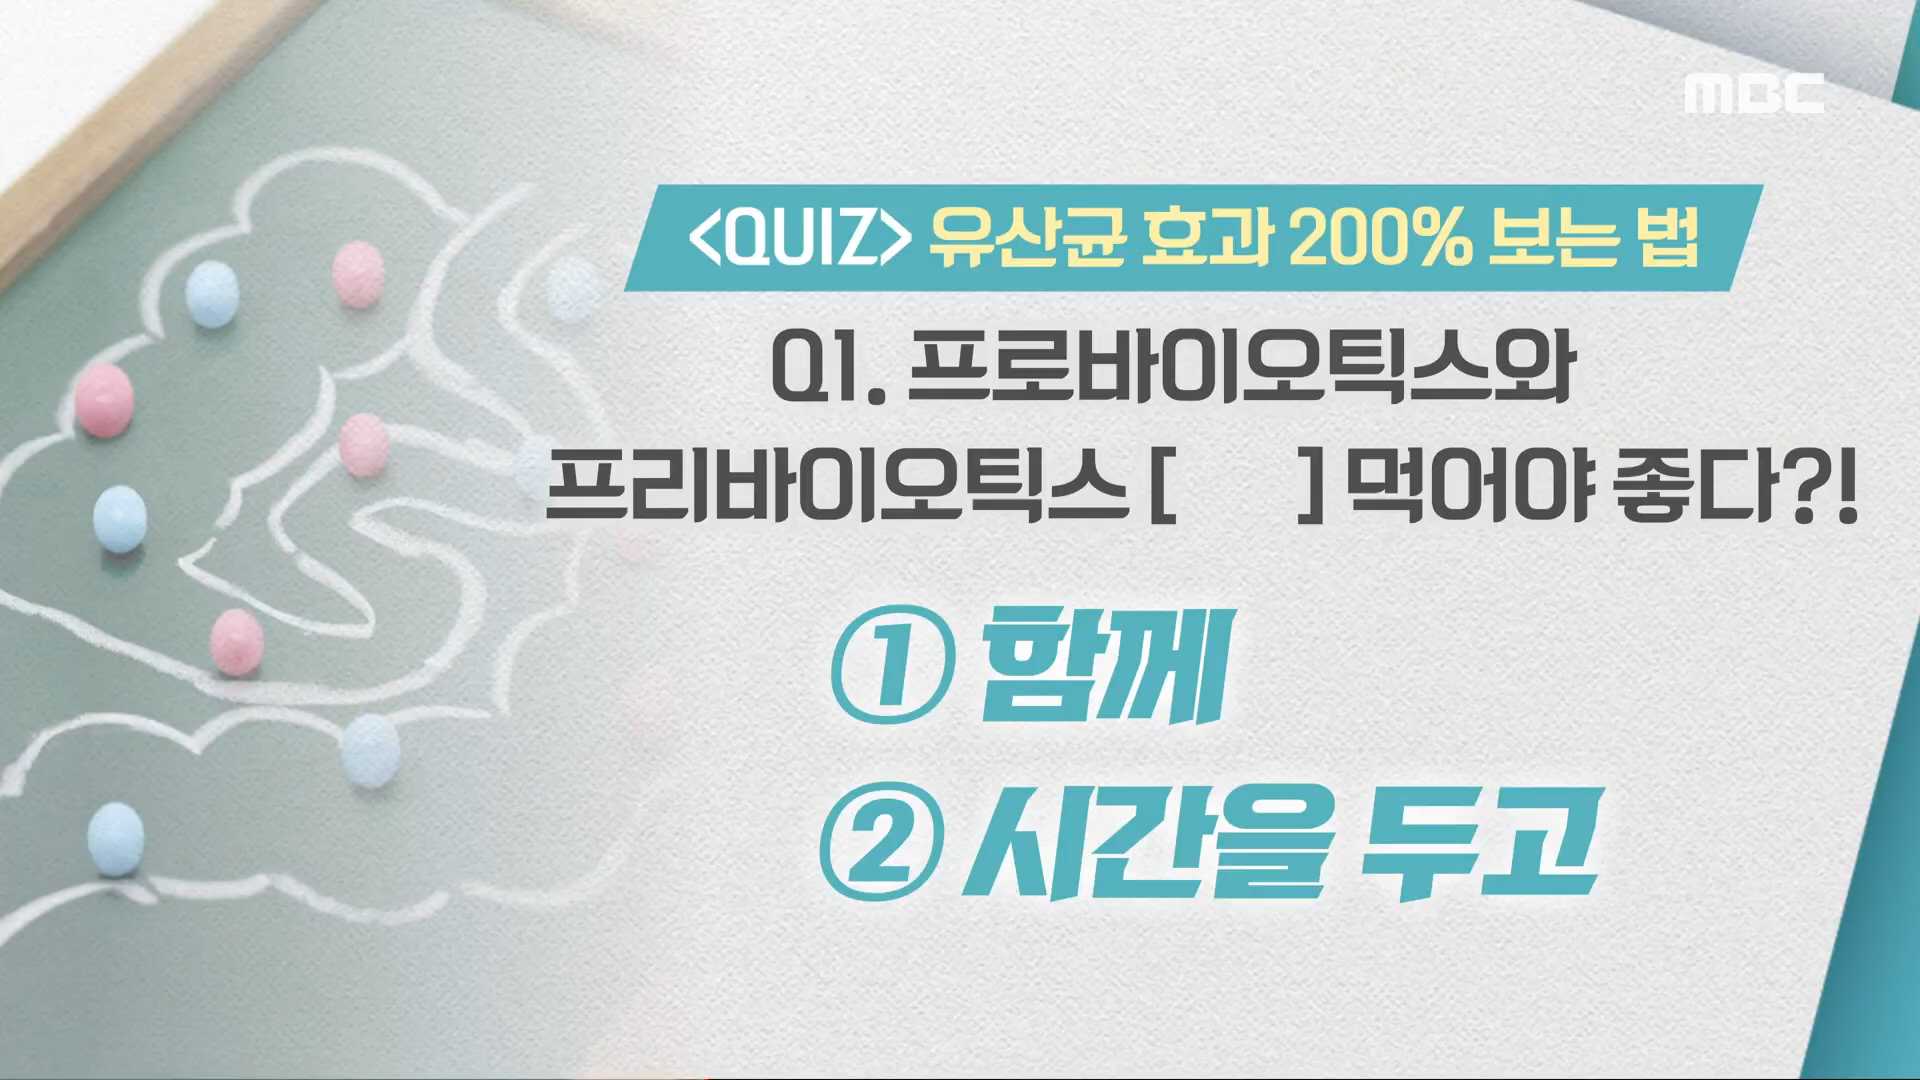 MBC
<QUIZ> 유산균 효과 200% 보는 법
Q1. 프로바이오틱스와
프리바이오틱스 [ ] 먹어야 좋다?!
① 함께
② 시간을 두고